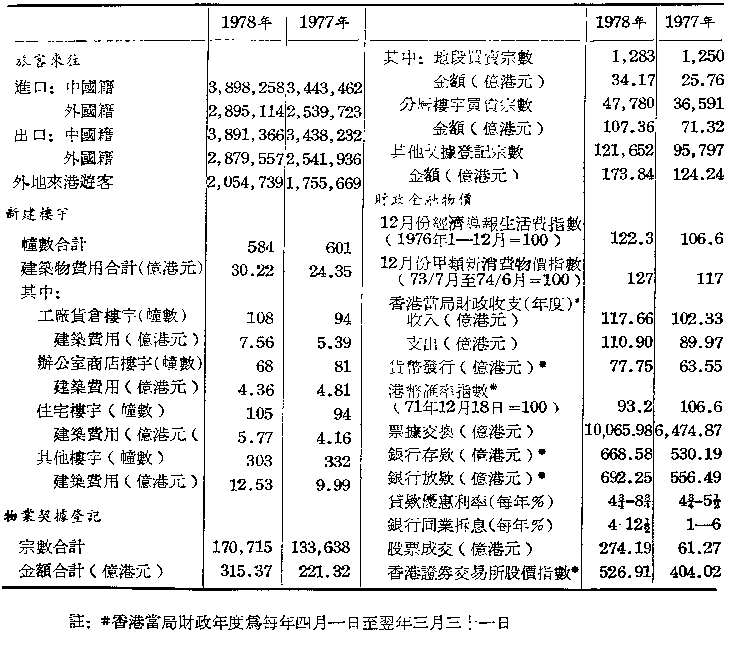 1978年 1977年
旅客來往
進口：中國籍 3,898,258 3,443,462
外國籍 2,895,114 2,539,723
出口：中國籍 3,891,366 3,438,232
外國籍 2,879,557 2,541,936
外地來港遊客 2,054,739 1,755,669
新建樓宇
幢數合計 584 601
建築物費用合計(億港元) 30.22 24.35
其中：
工廠貨倉樓宇(幢數) 108 94
建築費用(億港元) 7.56 5.39
辦公室商店樓宇(幢數) 68 81
建築費用(億港元) 4.36 4.81
住宅樓宇(幢數) 105 94
建築費用(億港元( 5.77 4.16
其他樓宇(幢數) 303 332
建築費用(億港元) 12.53 9.99
物業契據登記
宗數合計 170,715 133,638
金額合計(億港元) 315.37 221.32
1978年 1977年
其中：地段買賣宗數 1,283 1,250
金額(億港元) 34.17 25.76
分層樓宇買賣宗數 47,780 36,591
金額(億港元) 107.36 71.32
其他文據登記宗數 121,652 95,797
金額(億港元) 173.84 124.24
財政金融物價
12月份經濟導報生活費指數
(1976年1—12月=100) 122.3 106.6
12月份甲類新消費物價指數
(73/7月至74/6月=100) 127 117
香港當局財政收支(年度)*
收入(億港元) 117.66 102.33
支出(億港元) 110.90 89.97
貨幣發行(億港元)* 77.75 63.55
港幣滙率指數*
(71年12月18日=100) 93.2 106.6
票據交換(億港元) 10,065.98 6,474.87
銀行存款(億港元)* 668.58 530.19
銀行放款(億港元)* 692.25 556.49
貸款優惠利率(每年%)
銀行同業拆息(每年%) 4-12½ 1—6
股票成交(億港元) 274.19 61.27
香港證券交易所股價指數* 526.91 404.02
註：*香港當局財政年度爲每年四月一日至翌年三月三十一日